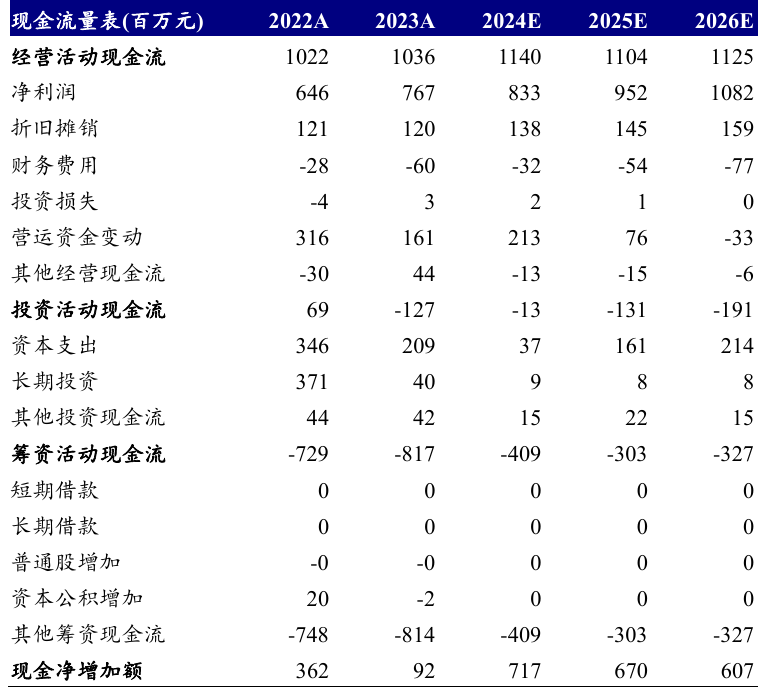 现金流量表(百万元) 2022A 2023A 2024E 2025E 2026E
经营活动现金流 1022 1036 1140 1104 1125
净利润 646 767 833 952 1082
折旧摊销 121 120 138 145 159
财务费用 -28 -60 -32 -54 -77
投资损失 -4 3 2 1 0
营运资金变动 316 161 213 76 -33
其他经营现金流 -30 44 -13 -15 -6
投资活动现金流 69 -127 -13 -131 -191
资本支出 346 209 37 161 214
长期投资 371 40 9 8 8
其他投资现金流 44 42 15 22 15
筹资活动现金流 -729 -817 -409 -303 -327
短期借款 0 0 0 0 0
长期借款 0 0 0 0 0
普通股增加 -0 -0 0 0 0
资本公积增加 20 -2 0 0 0
其他筹资现金流 -748 -814 -409 -303 -327
现金净增加额 362 92 717 670 607